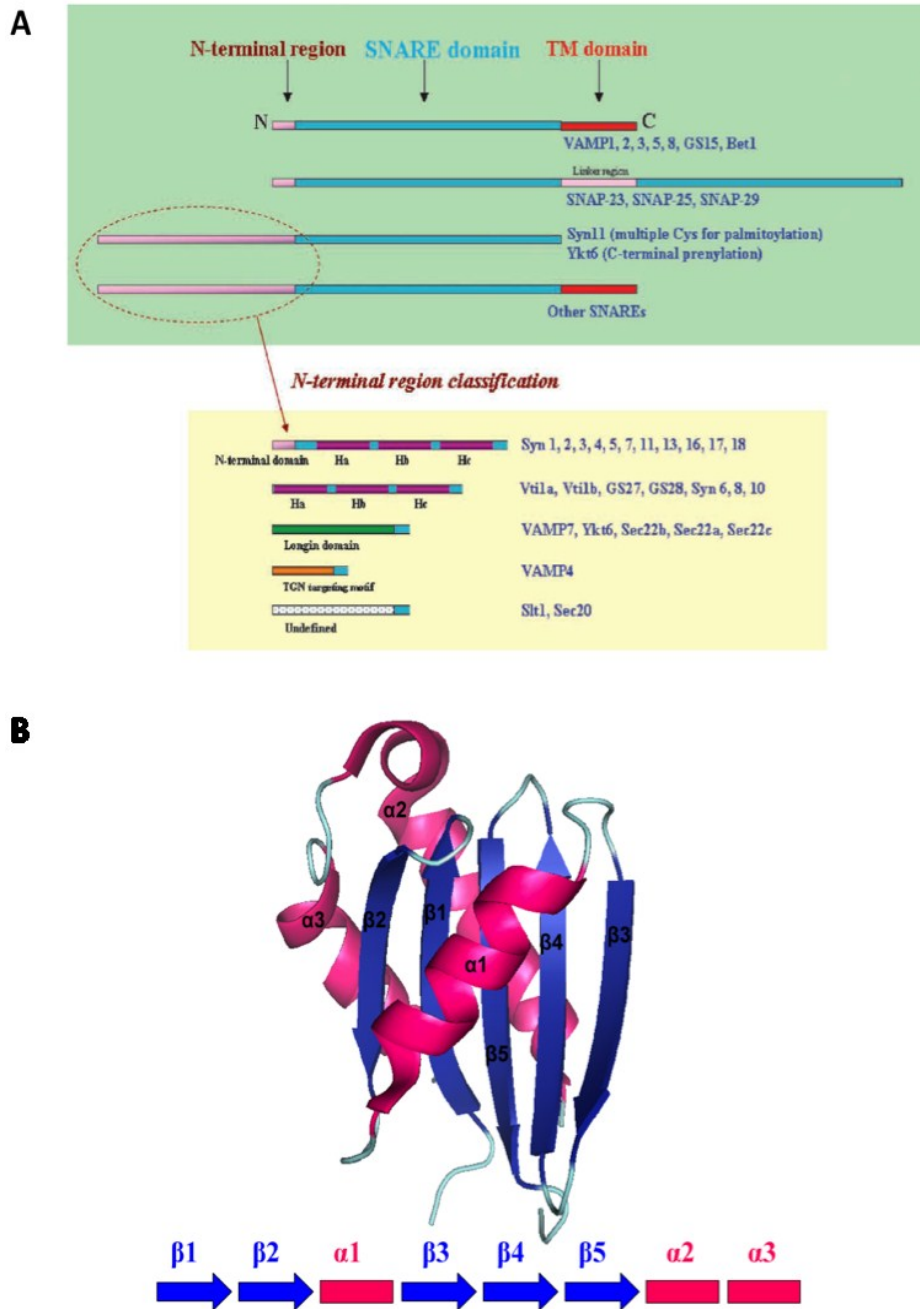 A
N-terminal region SNARE domain TM domain
N C
VAMP1, 2, 3, 5, 8, GS15, Bet1
Linker region
SNAP-23, SNAP-25, SNAP-29
Syn11 (multiple Cys for palmitoylation)
Ykt6 (C-terminal prenylation)
Other SNAREs
N-terminal region classification
Syn 1, 2, 3, 4, 5, 7, 11, 13, 16, 17, 18
N-terminal domain Ha Hb Hc
Vti1a, Vti1b, GS27, GS28, Syn 6, 8, 10
Ha Hb Hc
VAMP7, Ykt6, Sec22b, Sec22a, Sec22c
Longin domain
VAMP4
TGN targeting motif
Slt1, Sec20
Undefined
B
α2
α3 β2 β1 β4 β3
α1
β5
β1 β2 α1 β3 β4 β5 α2 α3